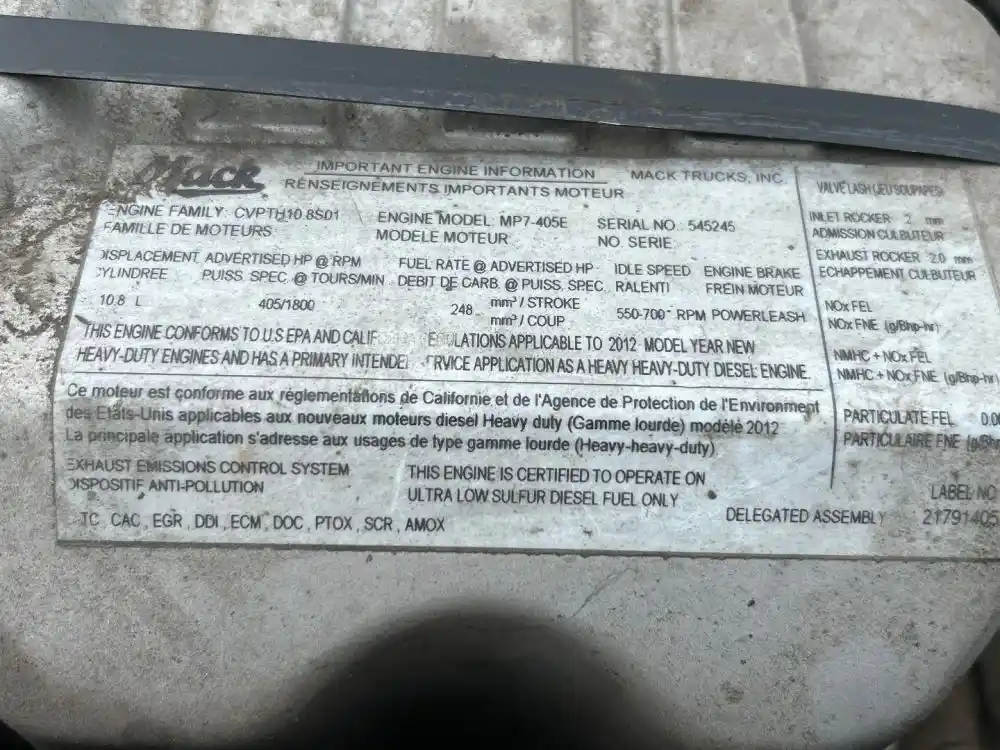 Mack
IMPORTANT ENGINE INFORMATION MACK TRUCKS, INC.
RENSEIGNEMENTS IMPORTANTS MOTEUR
ENGINE FAMILY: CVPTH10.8S01 ENGINE MODEL: MP7-405E SERIAL NO.: 545245
FAMILLE DE MOTEURS MODELE MOTEUR NO. SERIE
DISPLACEMENT ADVERTISED HP @ RPM FUEL RATE @ ADVERTISED HP IDLE SPEED ENGINE BRAKE
CYLINDREE PUISS SPEC. @ TOURS/MIN DEBIT DE CARB. @ PUISS. SPEC. RALENTI FREIN MOTEUR
10.8 L 405/1800 248 mm³ / STROKE 550-700 RPM POWERLEASH
mm³ / COUP
THIS ENGINE CONFORMS TO U.S EPA AND CALIF APPLICABLE TO 2012 MODEL YEAR NEW
HEAVY-DUTY ENGINES AND HAS A PRIMARY APPLICATION AS A HEAVY HEAVY-DUTY DIESEL ENGINE.
Ce moteur est conforme aux réglementations de Californie et de l'Agence de Protection de l'Environment
des Etats-Unis applicables aux nouveaux moteurs diesel Heavy duty (Gamme lourde) modèle 2012
La principale application s'adresse aux usages de type gamme lourde (Heavy-heavy-duty)
EXHAUST EMISSIONS CONTROL SYSTEM THIS ENGINE IS CERTIFIED TO OPERATE ON
DISPOSITIF ANTI-POLLUTION ULTRA LOW SULFUR DIESEL FUEL ONLY
TC, CAC, EGR, DDI, ECM, DOC, PTOX, SCR, AMOX
DELEGATED ASSEMBLY
VALVE LASH (JEU SOUPAPES)
INLET ROCKER .2 mm
ADMISSION CULBUTEUR
EXHAUST ROCKER 2.0 mm
ECHAPPEMENT CULBUTEUR
NOx FEL
NOx FNE (g/Bhp-hr)
NMHC + NOx FEL
NMHC + NOx FNE (g/Bhp-hr)
PARTICULATE FEL
PARTICULAIRE FNE
LABEL NO
21791405